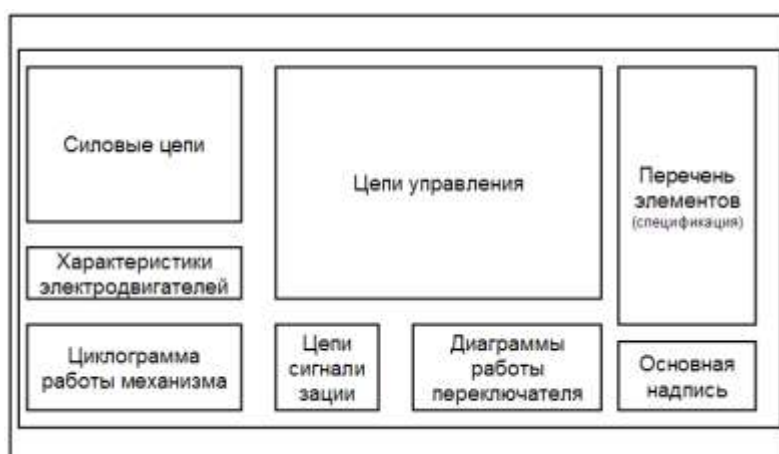 Силовые цепи
Характеристики
электродвигателей
Циклограмма
работы механизма
Цепи управления
Цепи
сигнали
зации
Диаграммы
работы
переключателя
Перечень
элементов
(спецификация)
Основная
надпись